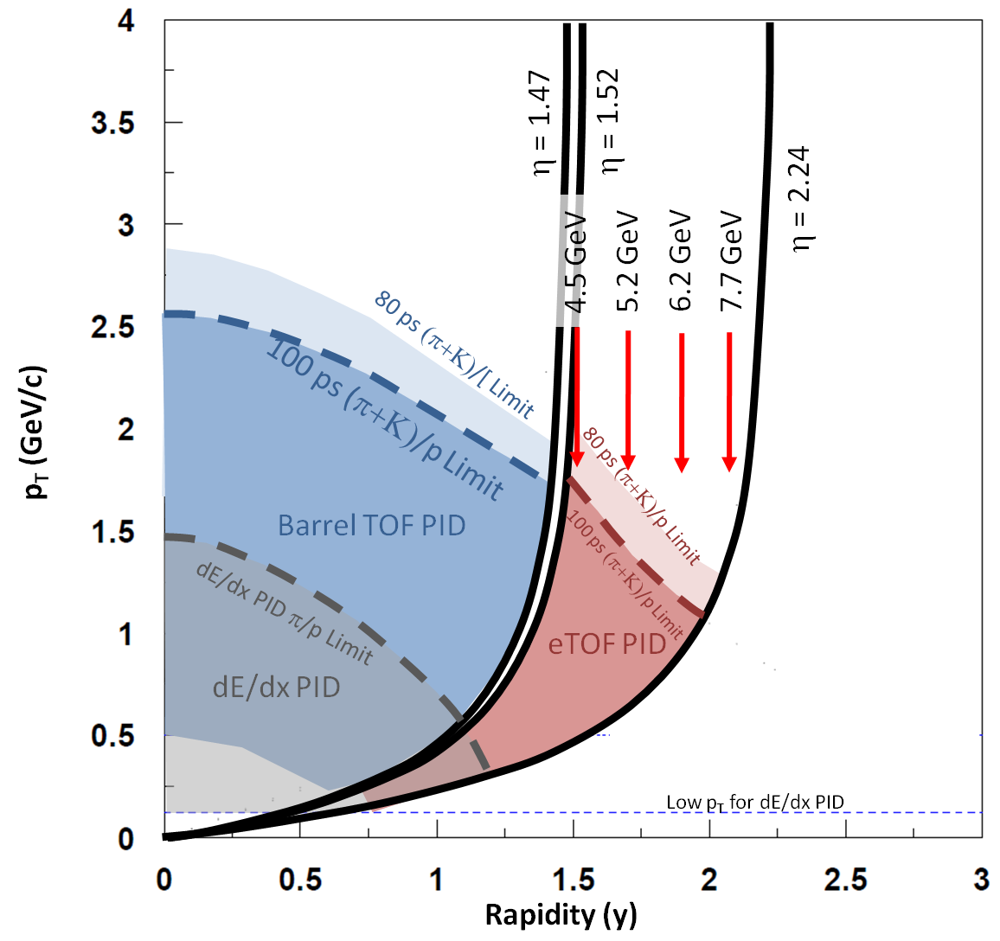 4
3.5
3
2.5
2
1.5
1
0.5
0
pT (GeV/c)
η = 1.47
η = 1.52
η = 2.24
4.5 GeV
5.2 GeV
6.2 GeV
7.7 GeV
80 ps (π+K)/[ Limit
100 ps (π+K)/p Limit
Barrel TOF PID
dE/dx PID π/p Limit
dE/dx PID
80 ps (π+K)/p Limit
100 ps (π+K)/p Limit
eTOF PID
Low pT for dE/dx PID
0 0.5 1 1.5 2 2.5 3
Rapidity (y)